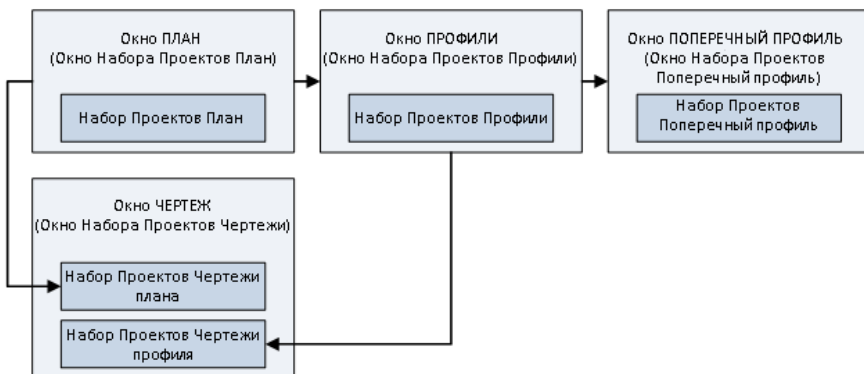 Окно ПЛАН
(Окно Набора Проектов План)
Набор Проектов План
Окно ПРОФИЛИ
(Окно Набора Проектов Профили)
Набор Проектов Профили
Окно ПОПЕРЕЧНЫЙ ПРОФИЛЬ
(Окно Набора Проектов
Поперечный профиль)
Набор Проектов
Поперечный профиль
Окно ЧЕРТЕЖ
(Окно Набора Проектов Чертежи)
Набор Проектов Чертежи
плана
Набор Проектов Чертежи
профиля